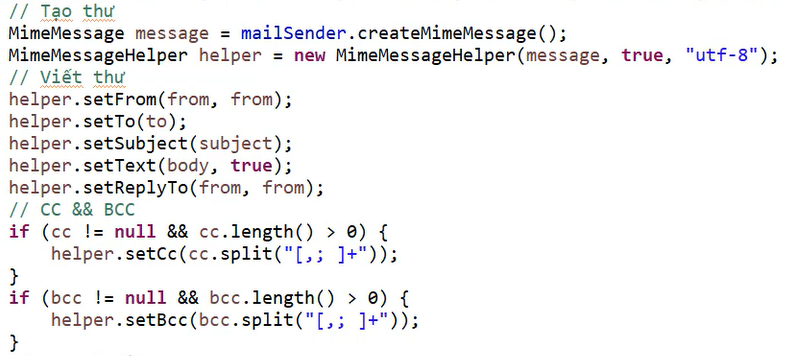 // Tạo thư
MimeMessage message = mailSender.createMimeMessage();
MimeMessageHelper helper = new MimeMessageHelper(message, true, "utf-8");
// Viết thư
helper.setFrom(from, from);
helper.setTo(to);
helper.setSubject(subject);
helper.setText(body, true);
helper.setReplyTo(from, from);
// CC && BCC
if (cc != null && cc.length() > 0) {
    helper.setCc(cc.split("[,; ]+"));
}
if (bcc != null && bcc.length() > 0) {
    helper.setBcc(bcc.split("[,; ]+"));
}